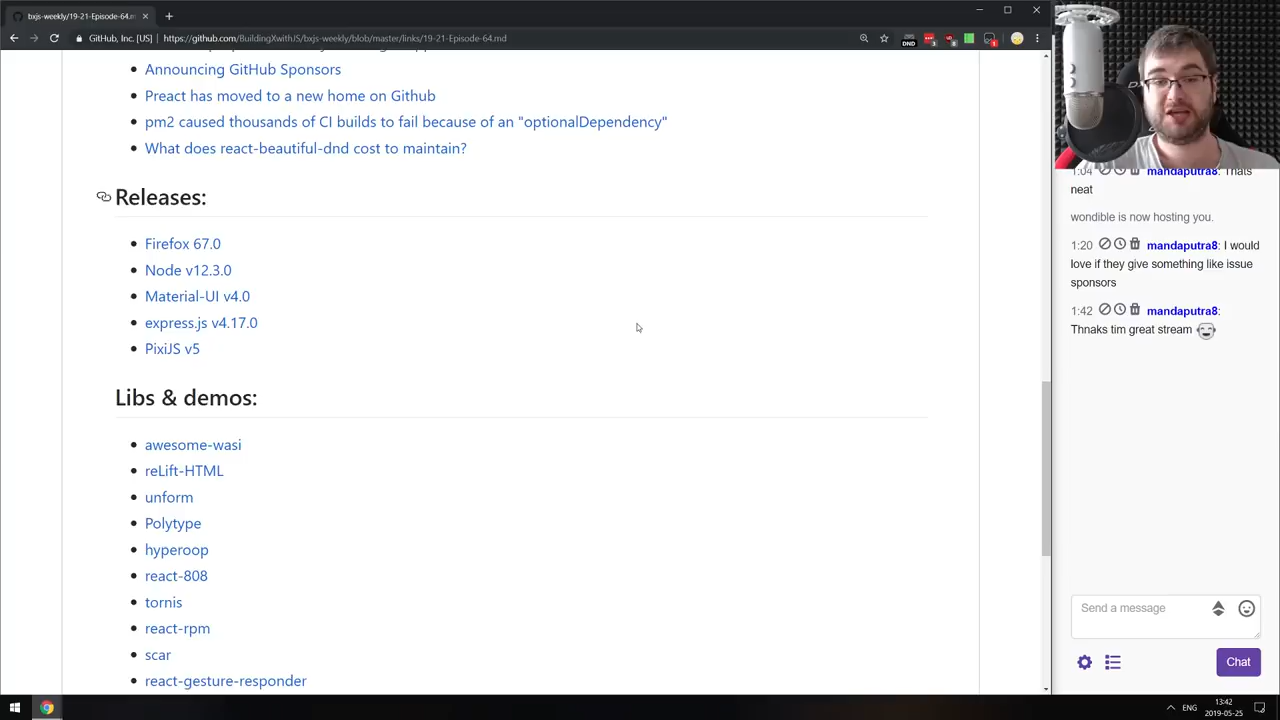 bxjs-weekly/19-21-Episode-64.m
GitHub, Inc. [US]
https://github.com/BuildingXwithJS/bxjs-weekly/blob/master/links/19-21-Episode-64.md
DND
Announcing GitHub Sponsors
Preact has moved to a new home on Github
pm2 caused thousands of CI builds to fail because of an "optionalDependency"
What does react-beautiful-dnd cost to maintain?
Releases:
Firefox 67.0
Node v12.3.0
Material-UI v4.0
express.js v4.17.0
PixiJS v5
Libs & demos:
awesome-wasi
reLift-HTML
unform
Polytype
hyperoop
react-808
tornis
react-rpm
scar
react-gesture-responder
1:04 mandaputra8: Thats
neat
wondible is now hosting you.
1:20 mandaputra8: I would
love if they give something like issue
sponsors
1:42 mandaputra8:
Thnaks tim great stream
Send a message
Chat
ENG
13:42
2019-05-25